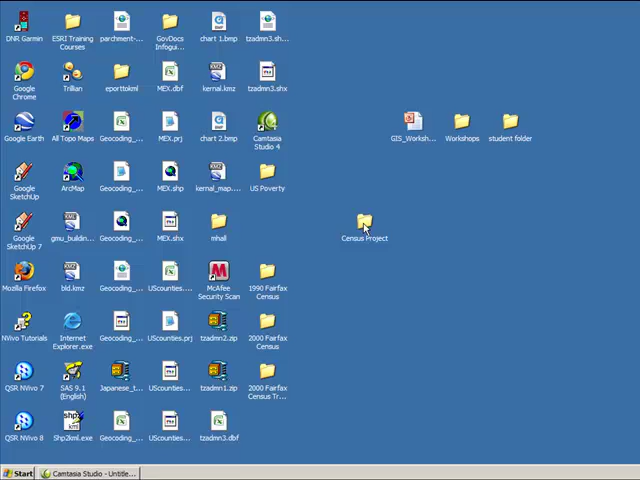 DNR Garmin
ESRI Training
Courses
parchment-...
GovDocs
Infogui...
chart 1.bmp
tzadmn3.sh...
Google
Chrome
Trillian
eporttokml
MEX.dbf
kernal.kmz
tzadmn3.shx
Google Earth
All Topo Maps
Geocoding_...
MEX.prj
chart 2.bmp
Camtasia
Studio 4
GIS_Worksh...
Workshops
student folder
Google
SketchUp
ArcMap
Geocoding_...
MEX.shp
kernal_map....
US Poverty
Google
SketchUp 7
gmu_buildin...
Geocoding_...
MEX.shx
mhall
Census Project
Mozilla Firefox
bld.kmz
Geocoding_...
UScounties....
McAfee
Security Scan
1990 Fairfax
Census
NVivo Tutorials
Internet
Explorer.exe
Geocoding_...
UScounties.prj
tzadmn2.zip
2000 Fairfax
Census
QSR NVivo 7
SAS 9.1
(English)
Japanese_t...
UScounties....
tzadmn1.zip
2000 Fairfax
Census Tr...
QSR NVivo 8
Shp2kml.exe
Geocoding_...
UScounties....
tzadmn3.dbf
Start
Camtasia Studio - Untitle...